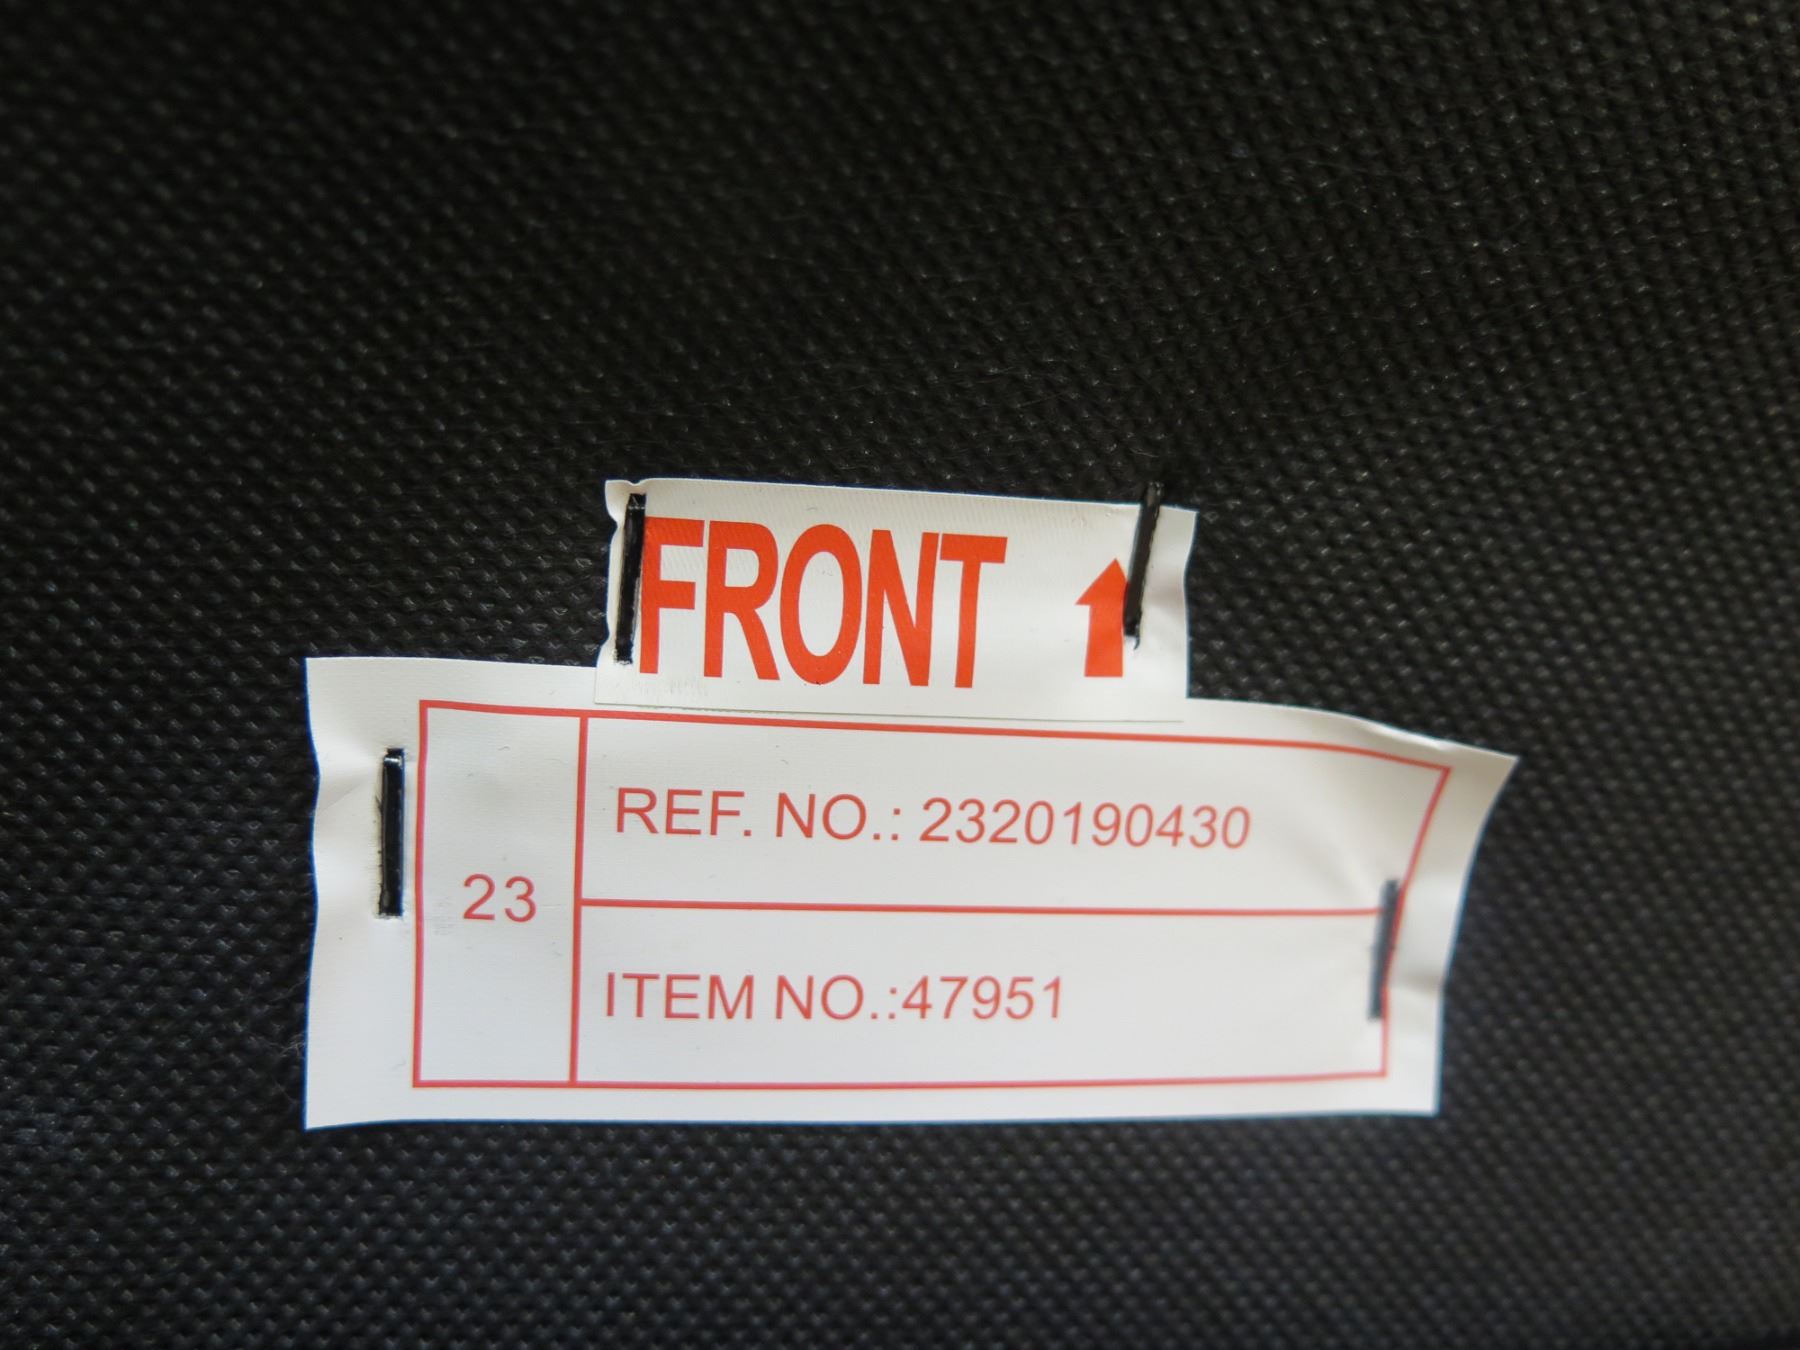 FRONT
REF. NO.: 2320190430
23
ITEM NO.:47951